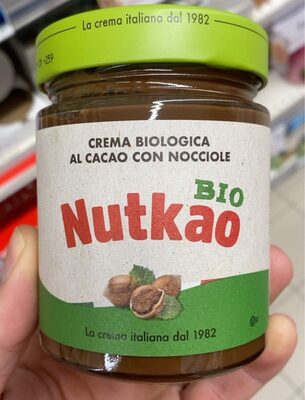 La crema italiana dal 1982
CREMA BIOLOGICA
AL CACAO CON NOCCIOLE
BIO
Nutkao
La crema italiana dal 1982